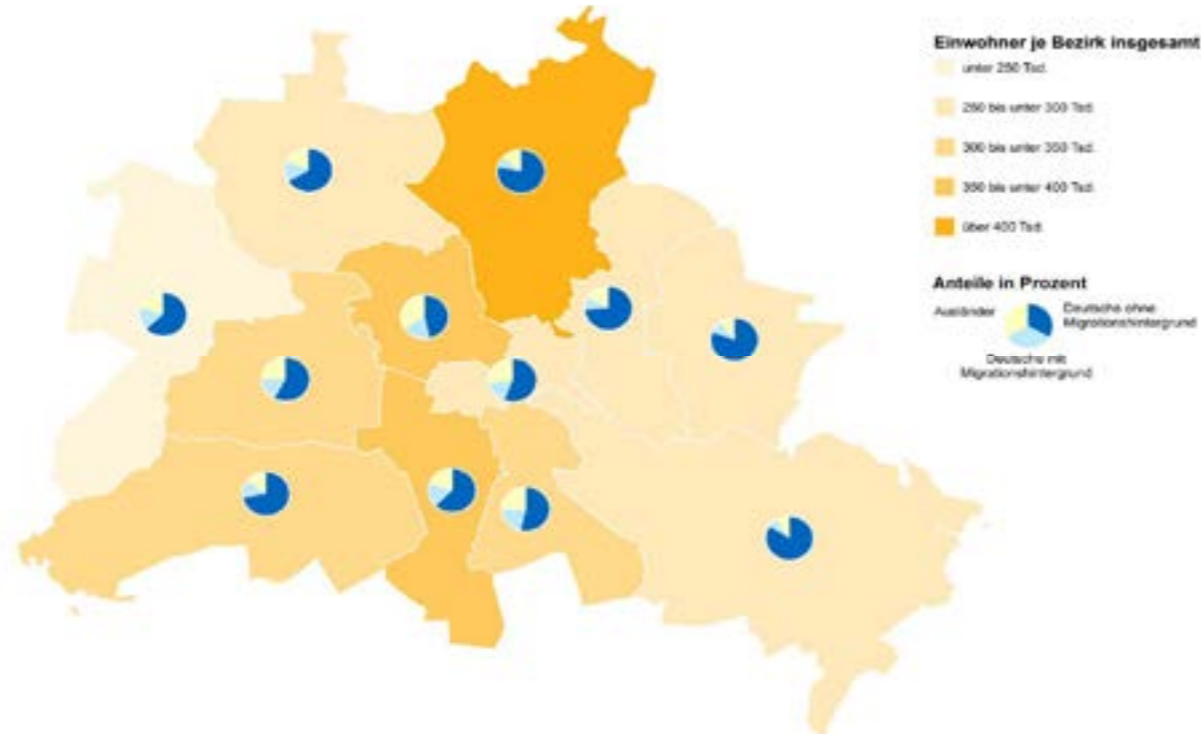 Einwohner je Bezirk insgesamt
unter 250 Tsd.
250 bis unter 300 Tsd.
300 bis unter 350 Tsd.
350 bis unter 400 Tsd.
über 400 Tsd.
Anteile in Prozent
Ausländer
Deutsche ohne
Migrationshintergrund
Deutsche mit
Migrationshintergrund